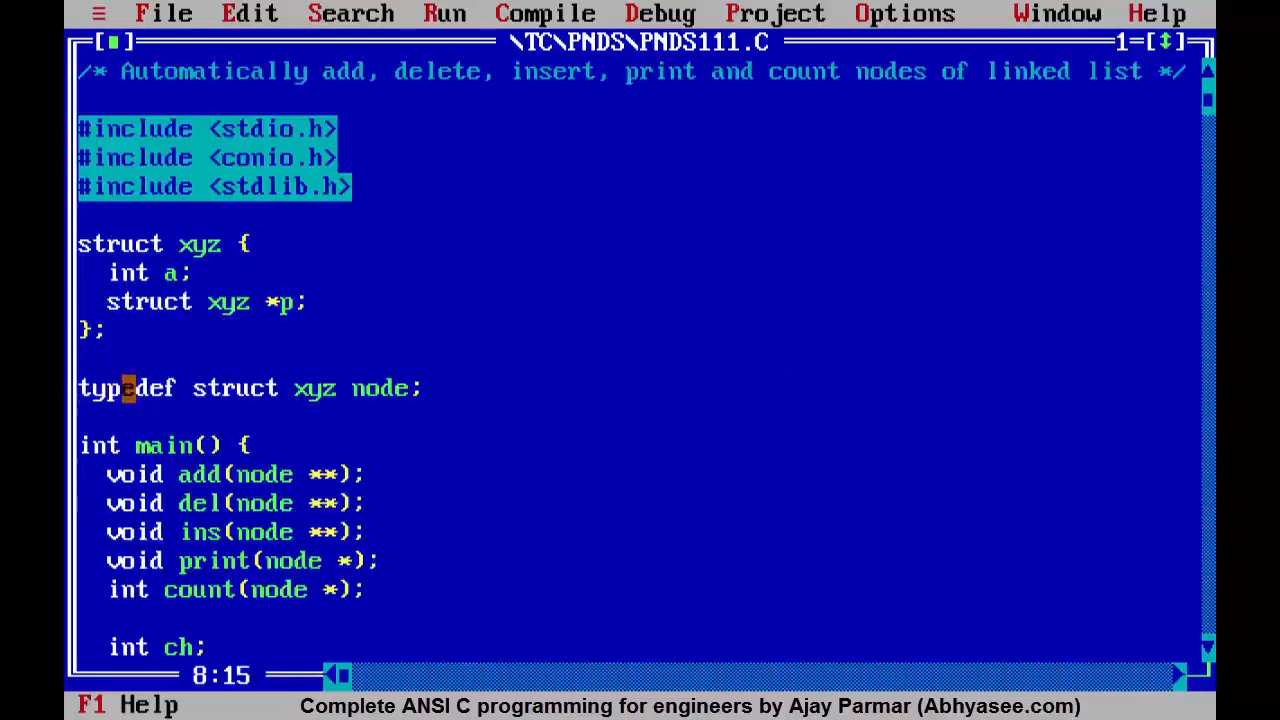 ≡ File Edit Search Run Compile Debug Project Options Window Help
[■] \TC\PNDS\PNDS111.C 1=[↕]
/* Automatically add, delete, insert, print and count nodes of linked list */
#include <stdio.h>
#include <conio.h>
#include <stdlib.h>
struct xyz {
int a;
struct xyz *p;
};
typedef struct xyz node;
int main() {
void add(node **);
void del(node **);
void ins(node **);
void print(node *);
int count(node *);
int ch;
8:15
F1 Help Complete ANSI C programming for engineers by Ajay Parmar (Abhyasee.com)